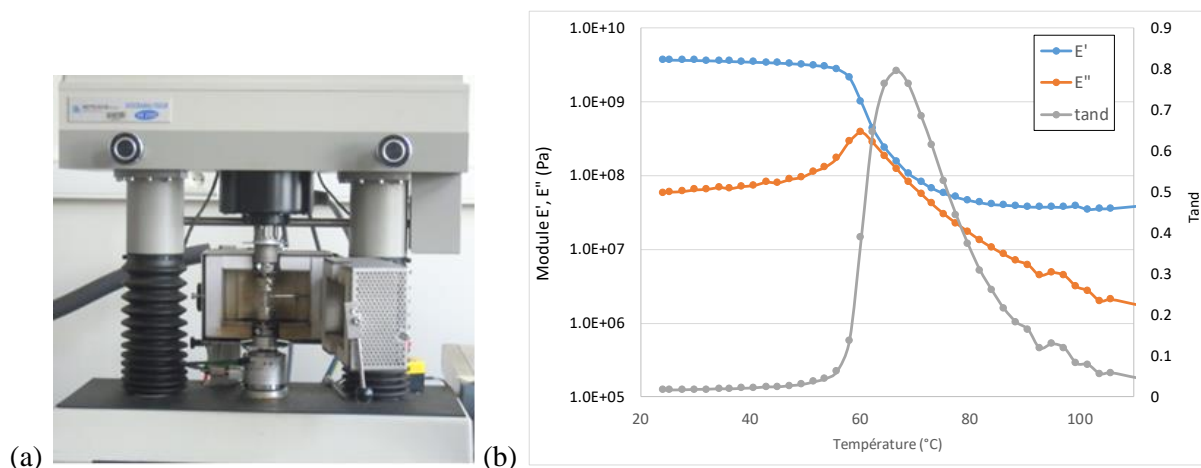 (a)
(b)
Module E', E" (Pa)
1.0E+10
1.0E+09
1.0E+08
1.0E+07
1.0E+06
1.0E+05
20 40 60 80 100
Température (°C)
0.9
0.8
0.7
0.6
0.5
0.4
0.3
0.2
0.1
0
Tand
E'
E"
tand